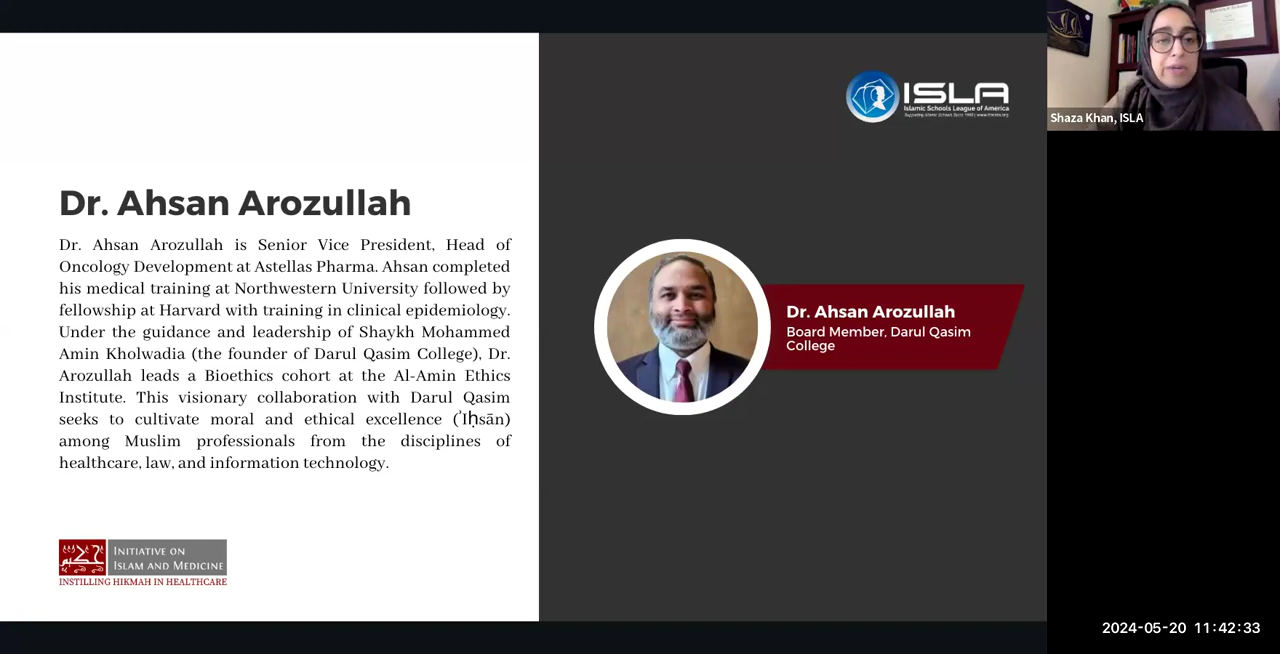 Dr. Ahsan Arozullah
Dr. Ahsan Arozullah is Senior Vice President, Head of
Oncology Development at Astellas Pharma. Ahsan completed
his medical training at Northwestern University followed by
fellowship at Harvard with training in clinical epidemiology.
Under the guidance and leadership of Shaykh Mohammed
Amin Kholwadia (the founder of Darul Qasim College), Dr.
Arozullah leads a Bioethics cohort at the Al-Amin Ethics
Institute. This visionary collaboration with Darul Qasim
seeks to cultivate moral and ethical excellence (ʾIḥsān)
among Muslim professionals from the disciplines of
healthcare, law, and information technology.
INITIATIVE ON
ISLAM AND MEDICINE
INSTILLING HIKMAH IN HEALTHCARE
ISLA
Islamic Schools League of America
Dr. Ahsan Arozullah
Board Member, Darul Qasim
College
Shaza Khan, ISLA
2024-05-20 11:42:33